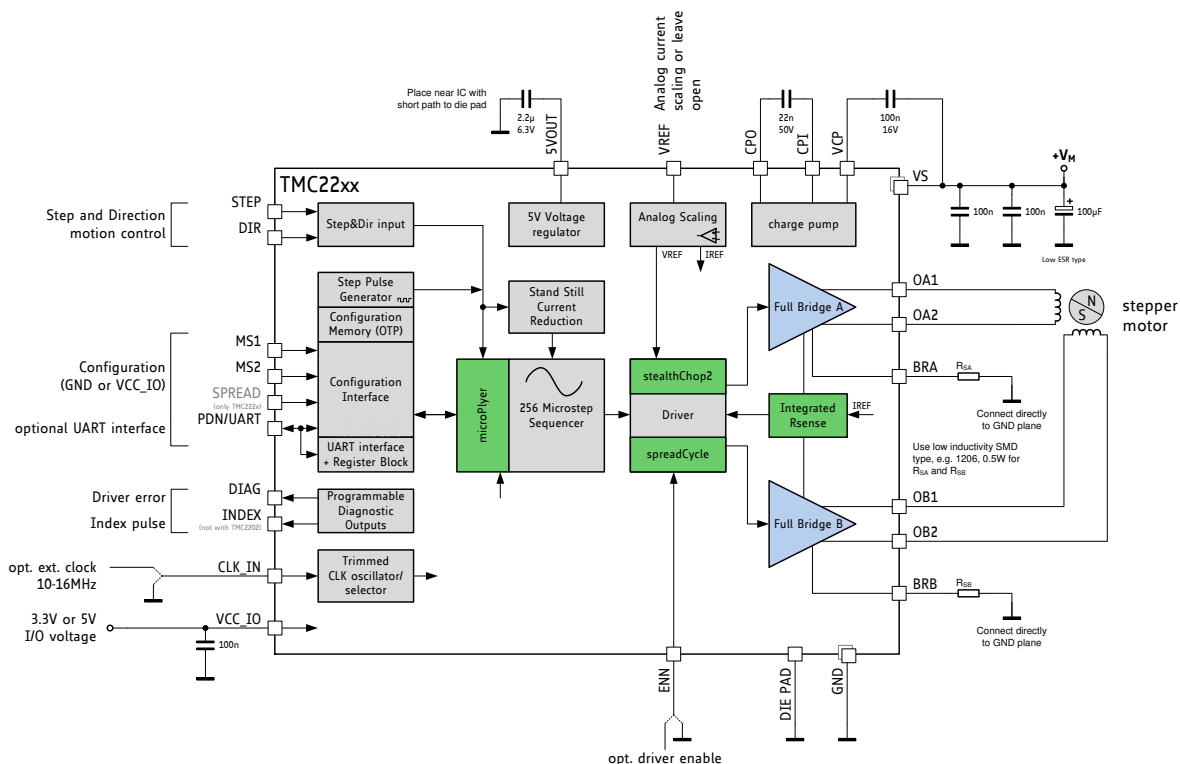 Place near IC with
short path to die pad
2.2µ
6.3V
5VOUT
VREF
Analog current
scaling or leave
open
22n
50V
CPO
CPI
VCP
100n
16V
+VM
VS
100n
100n
+
100µF
Low ESR type
TMC22xx
Step and Direction
motion control
STEP
DIR
Step&Dir input
5V Voltage
regulator
Analog Scaling
VREF
IREF
charge pump
Step Pulse
Generator
Configuration
Memory (OTP)
Stand Still
Current
Reduction
Full Bridge A
OA1
OA2
N
S
stepper
motor
Configuration
(GND or VCC_IO)
optional UART interface
MS1
MS2
SPREAD
(only TMC222x)
PDN/UART
Configuration
Interface
UART interface
+ Register Block
microPlyer
256 Microstep
Sequencer
stealthChop2
Driver
spreadCycle
Integrated
Rsense
IREF
BRA
RSA
Connect directly
to GND plane
Use low inductivity SMD
type, e.g. 1206, 0.5W for
RSA and RSB
Driver error
Index pulse
DIAG
INDEX
(not with TMC2202)
Programmable
Diagnostic
Outputs
Full Bridge B
OB1
OB2
opt. ext. clock
10-16MHz
CLK_IN
Trimmed
CLK oscillator/
selector
BRB
RSB
Connect directly
to GND plane
3.3V or 5V
I/O voltage
VCC_IO
100n
ENN
DIE PAD
GND
opt. driver enable